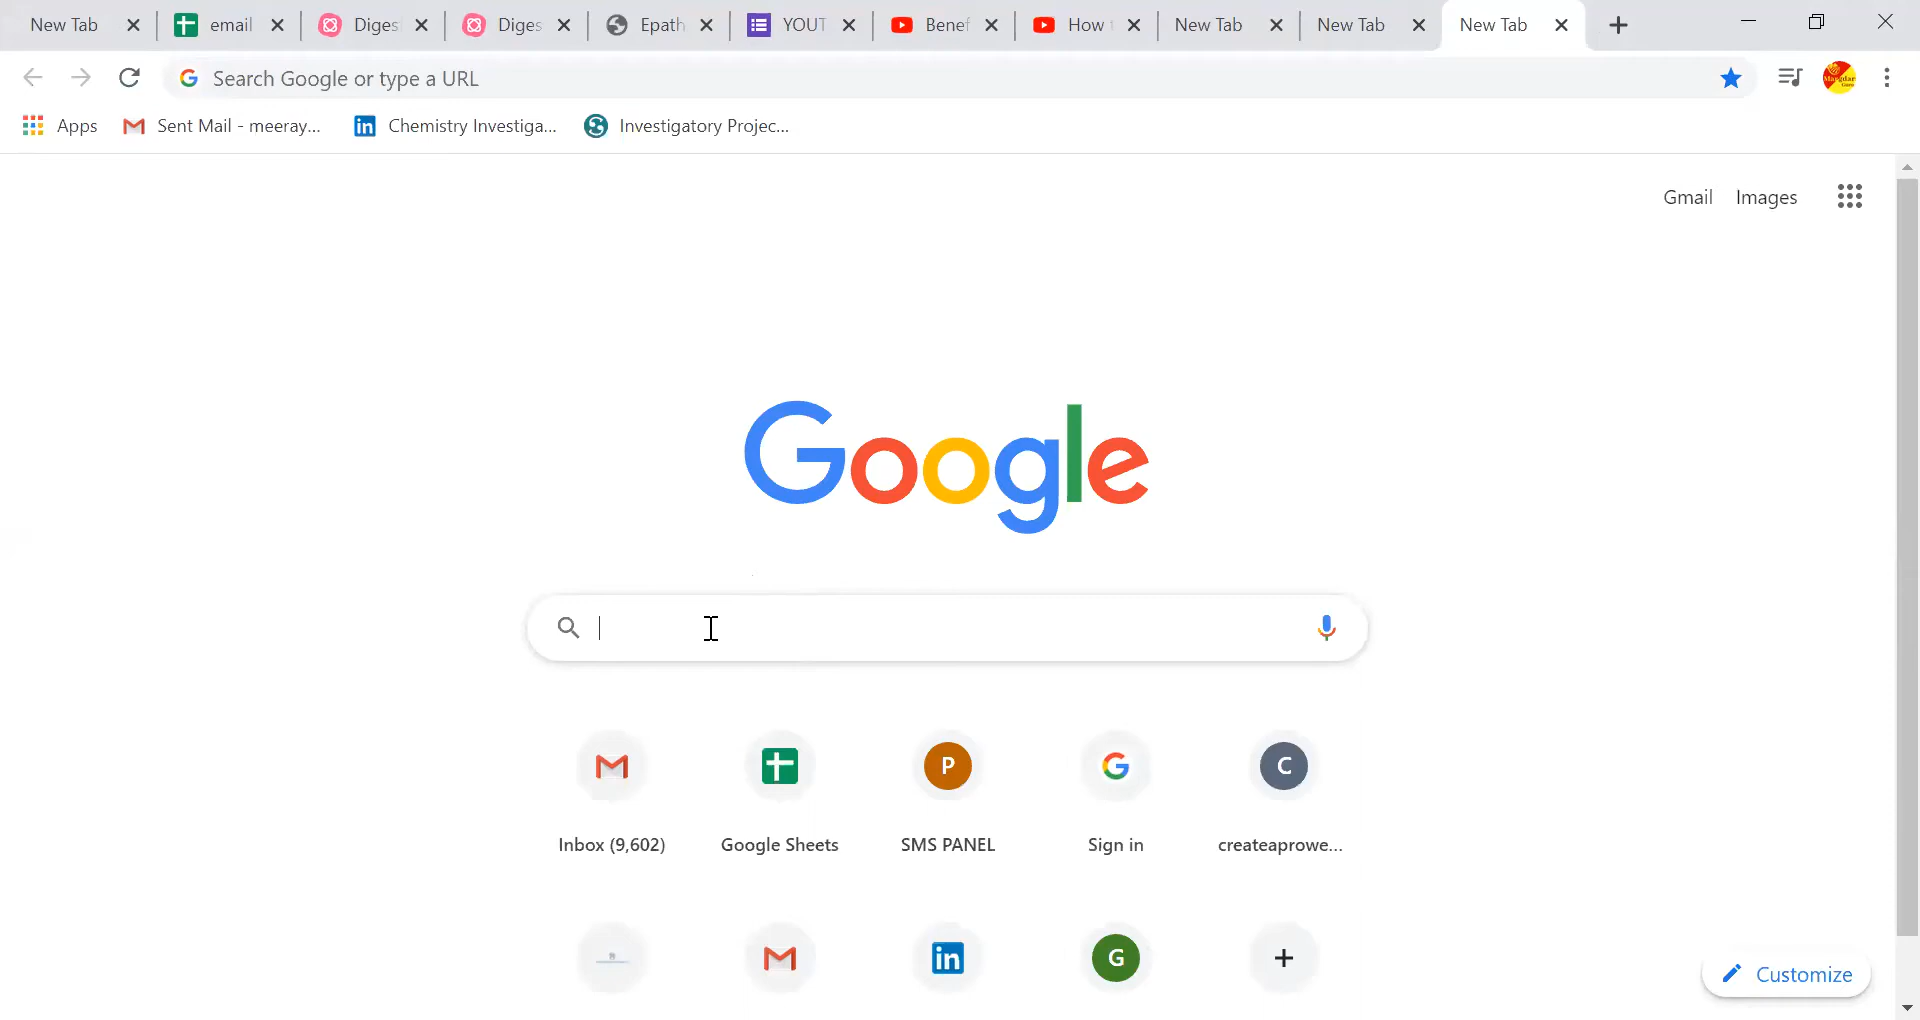 New Tab email Diges Diges Epath YOUT Benef How New Tab New Tab New Tab
Search Google or type a URL
Apps Sent Mail - meeray... Chemistry Investiga... Investigatory Projec...
Gmail Images
Google
Inbox (9,602) Google Sheets SMS PANEL Sign in createaprowe...
P C
G
Customize